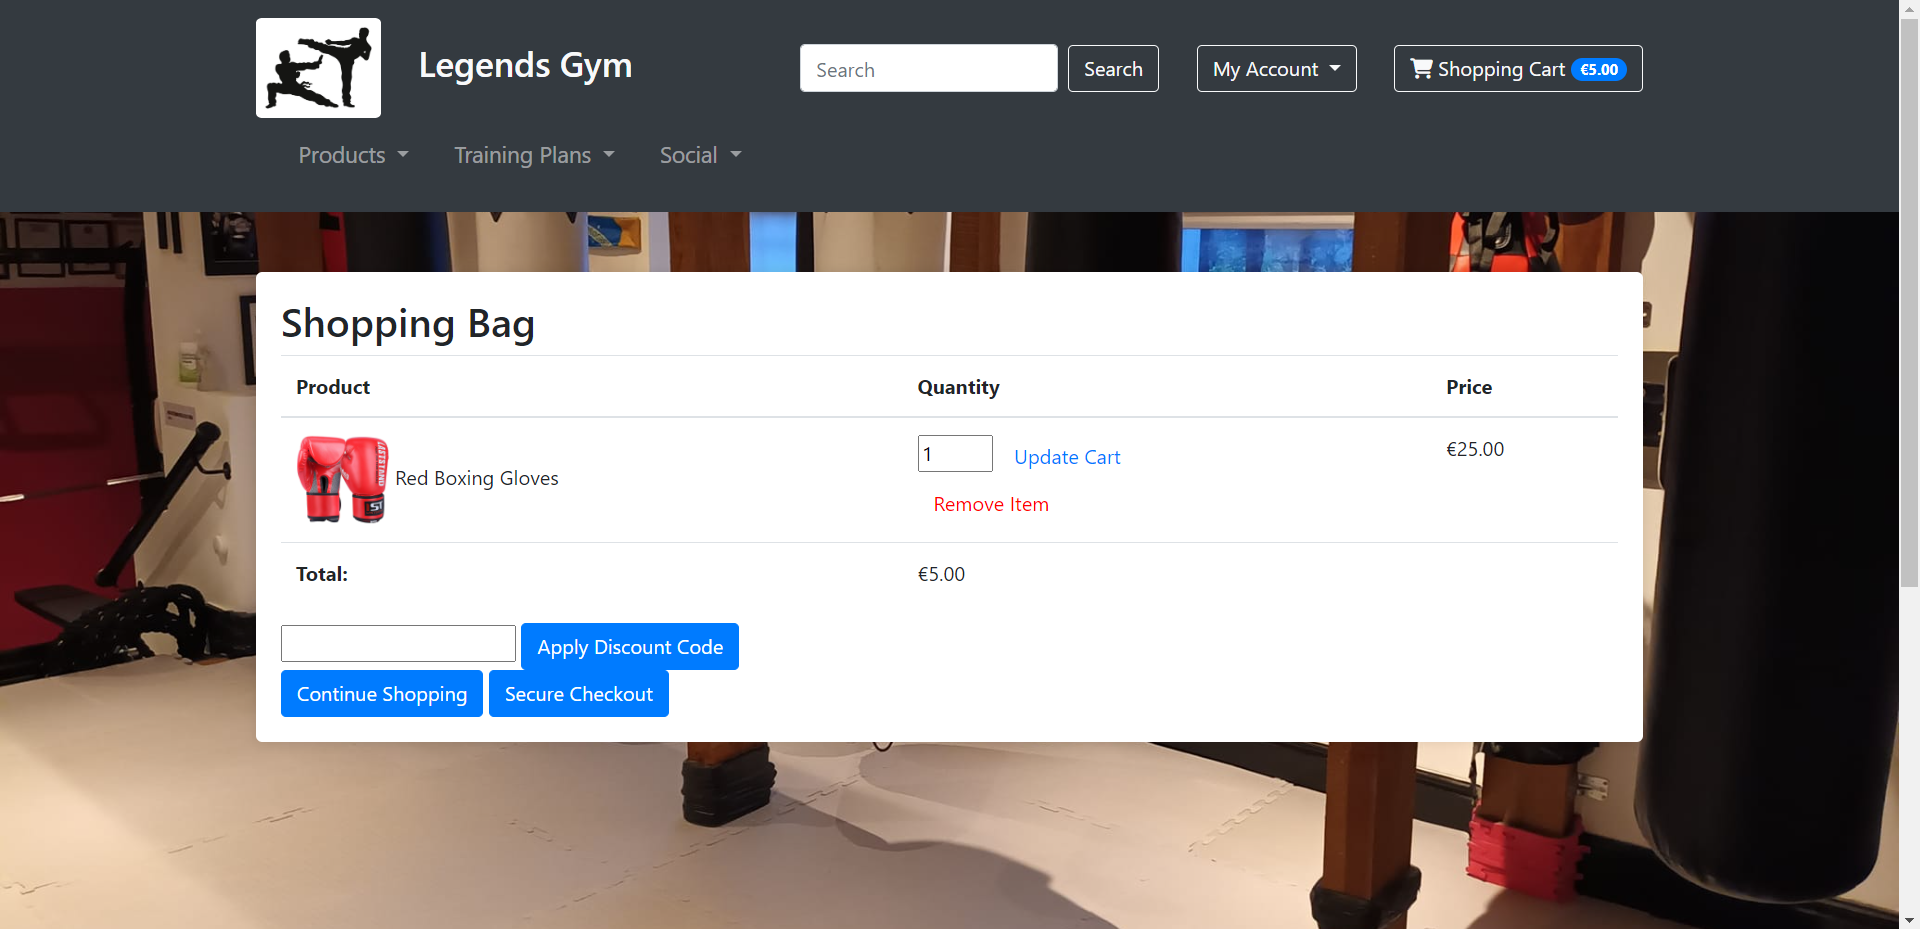 Legends Gym
Search
Search
My Account
Shopping Cart €5.00
Products
Training Plans
Social
Shopping Bag
Product Quantity Price
Red Boxing Gloves
LASTSTAND
ST
1
Update Cart
Remove Item
€25.00
Total: €5.00
Apply Discount Code
Continue Shopping
Secure Checkout